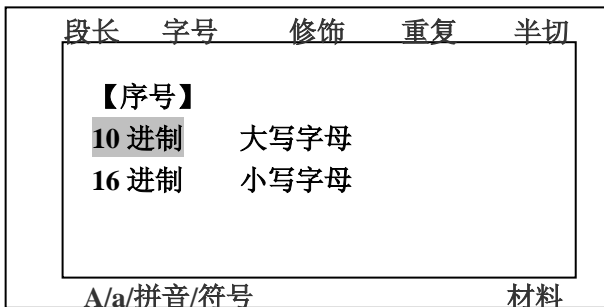 段长 字号 修饰 重复 半切
【序号】
10 进制 大写字母
16 进制 小写字母
A/a/拼音/符号 材料